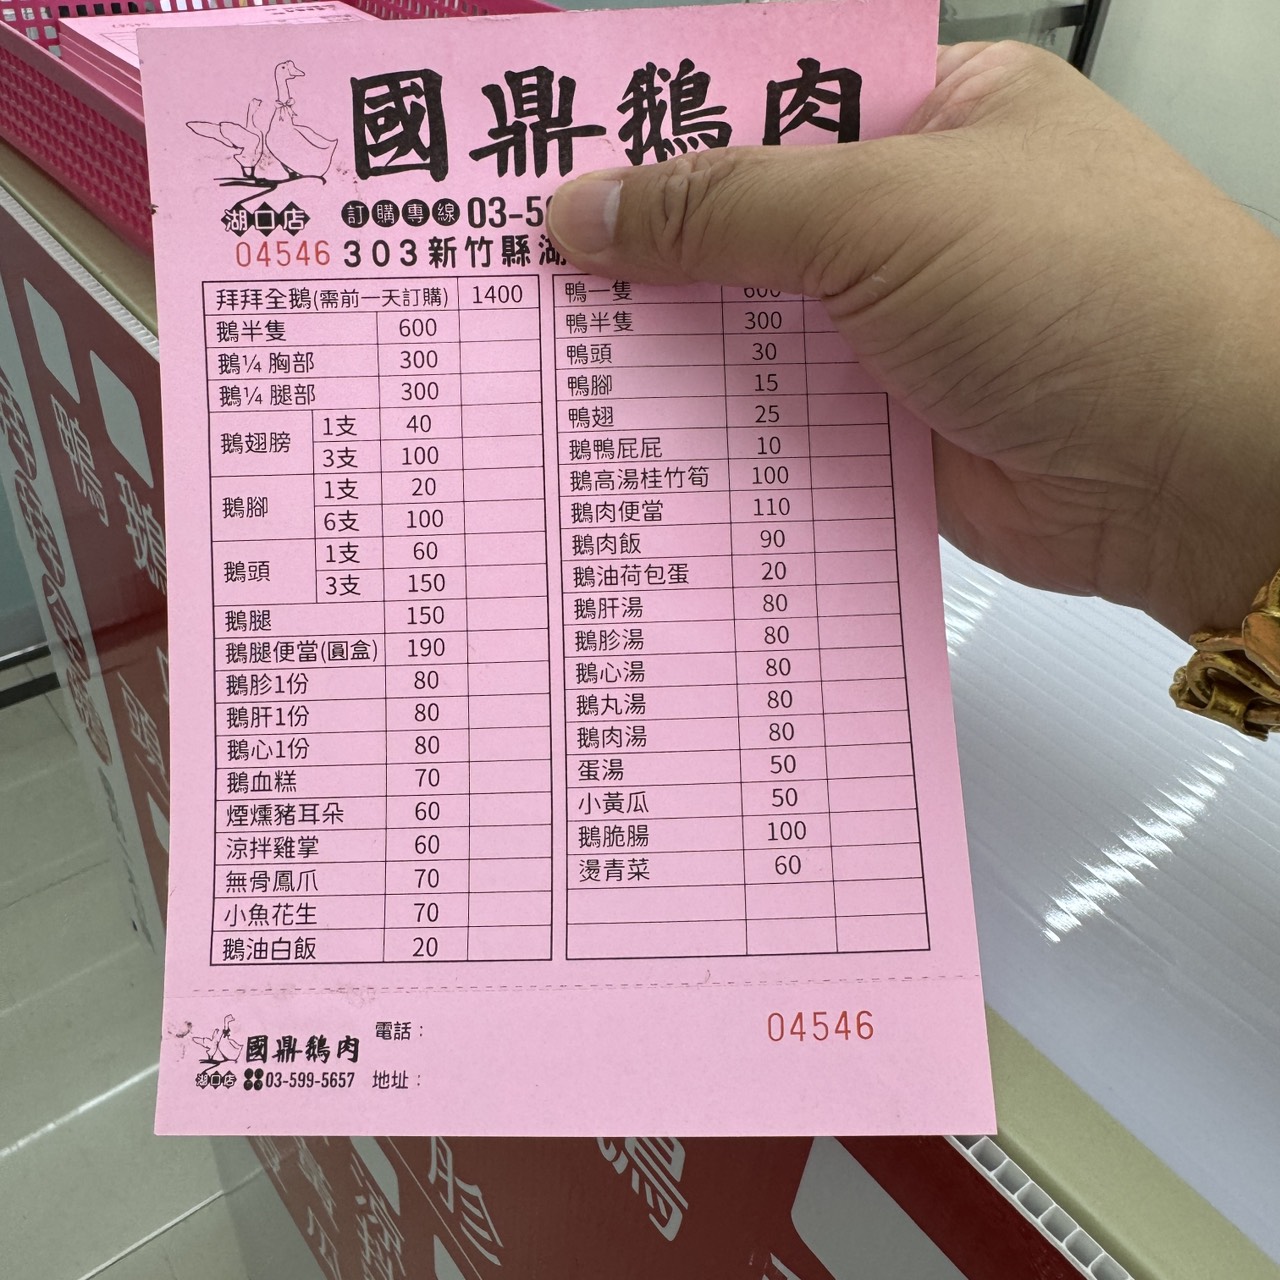 國鼎鵝肉
湖口店 訂購專線 03-5
04546 303新竹縣湖
拜拜全鵝(需前一天訂購) 1400
鵝半隻 600
鵝¼ 胸部 300
鵝¼ 腿部 300
鵝翅膀 1支 40
3支 100
鵝腳 1支 20
6支 100
鵝頭 1支 60
3支 150
鵝腿 150
鵝腿便當(圓盒) 190
鵝胗1份 80
鵝肝1份 80
鵝心1份 80
鵝血糕 70
煙燻豬耳朵 60
涼拌雞掌 60
無骨鳳爪 70
小魚花生 70
鵝油白飯 20
鴨一隻 600
鴨半隻 300
鴨頭 30
鴨腳 15
鴨翅 25
鵝鴨屁屁 10
鵝高湯桂竹筍 100
鵝肉便當 110
鵝肉飯 90
鵝油荷包蛋 20
鵝肝湯 80
鵝胗湯 80
鵝心湯 80
鵝丸湯 80
鵝肉湯 80
蛋湯 50
小黃瓜 50
鵝脆腸 100
燙青菜 60
國鼎鵝肉 電話：
04546
湖口店 03-599-5657 地址：